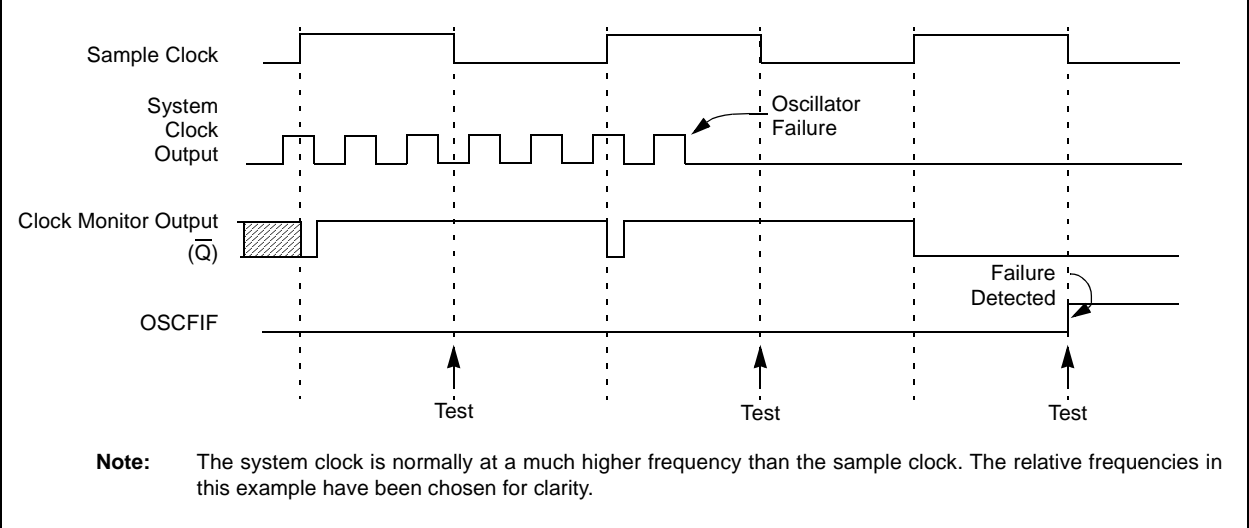 Sample Clock
System
Clock
Output
Oscillator
Failure
Clock Monitor Output
(Q̅)
Failure
Detected
OSCFIF
Test
Test
Test
Note: The system clock is normally at a much higher frequency than the sample clock. The relative frequencies in
this example have been chosen for clarity.